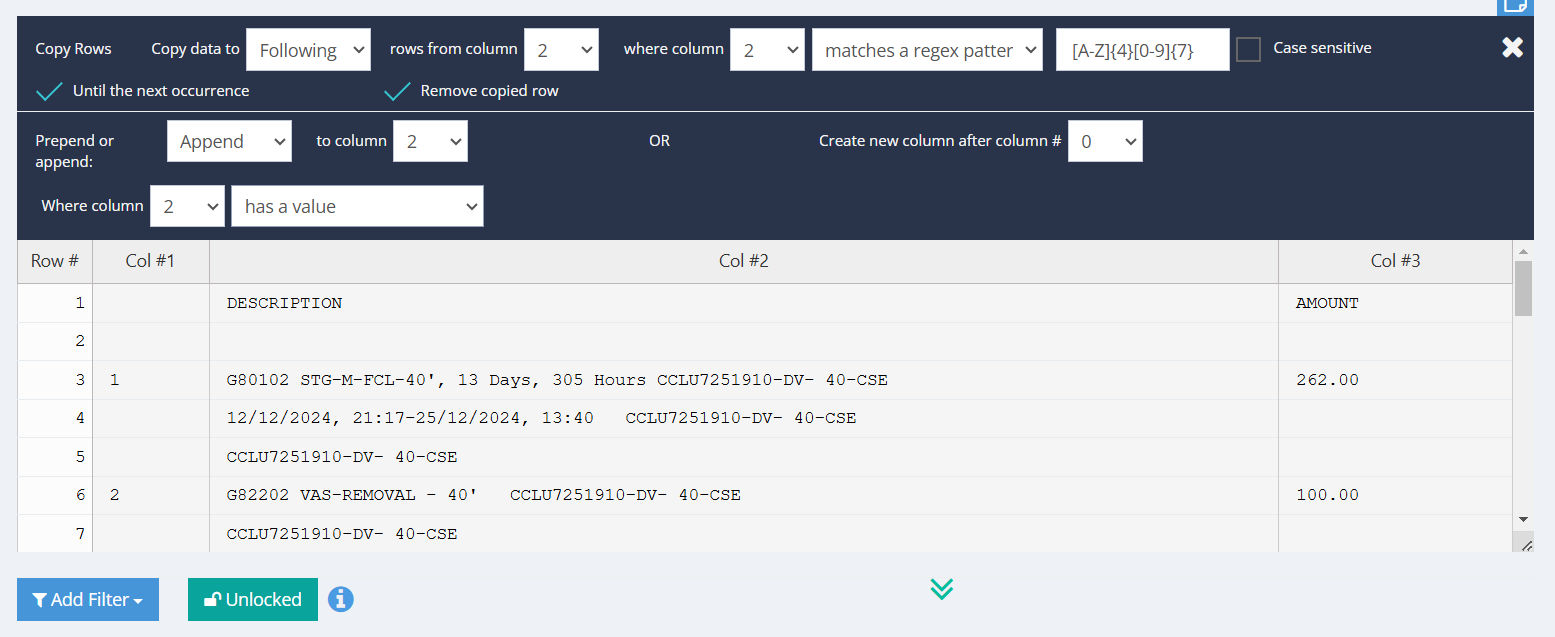 Copy Rows Copy data to Following rows from column 2 where column 2 matches a regex patter [A-Z]{4}[0-9]{7} Case sensitive
Until the next occurrence Remove copied row
Prepend or append: Append to column 2 OR Create new column after column # 0
Where column 2 has a value
Row # Col #1 Col #2 Col #3
1 DESCRIPTION AMOUNT
2
3 1 G80102 STG-M-FCL-40', 13 Days, 305 Hours CCLU7251910-DV- 40-CSE 262.00
4 12/12/2024, 21:17-25/12/2024, 13:40 CCLU7251910-DV- 40-CSE
5 CCLU7251910-DV- 40-CSE
6 2 G82202 VAS-REMOVAL - 40' CCLU7251910-DV- 40-CSE 100.00
7 CCLU7251910-DV- 40-CSE
Add Filter Unlocked